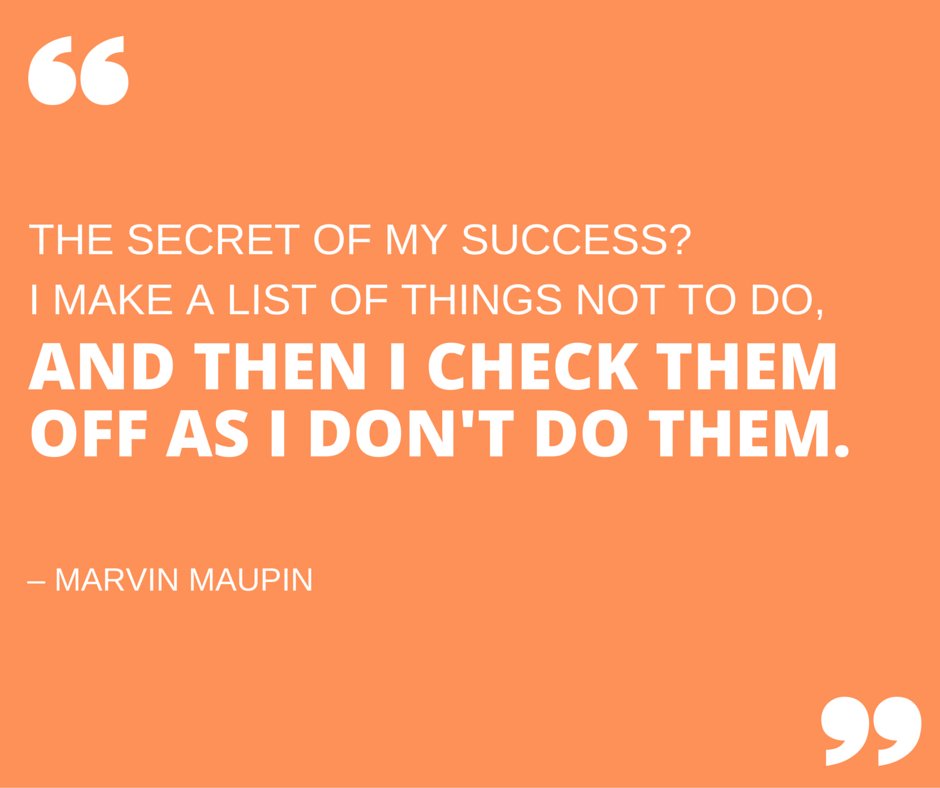 “
THE SECRET OF MY SUCCESS?
I MAKE A LIST OF THINGS NOT TO DO,
AND THEN I CHECK THEM
OFF AS I DON'T DO THEM.
– MARVIN MAUPIN
”